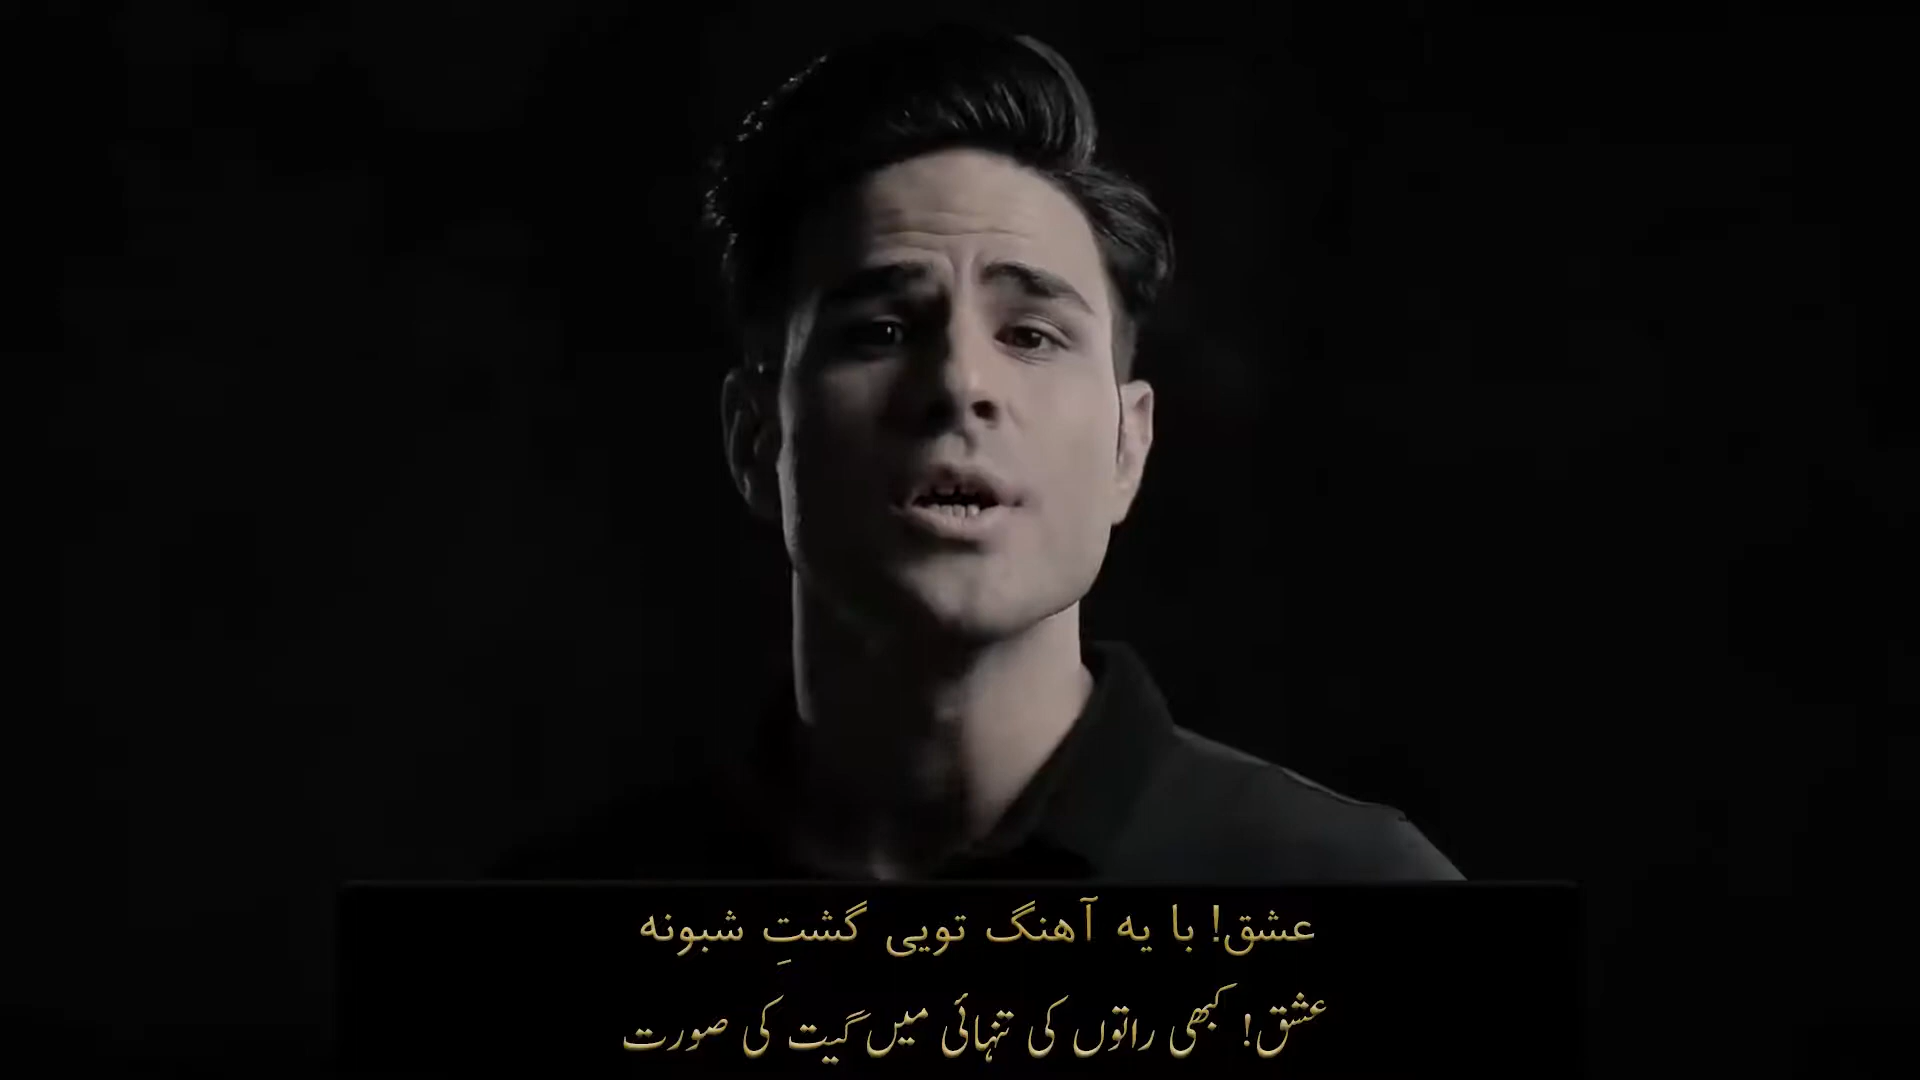 عشق! با یه آهنگ تویی گشتِ شبونه
عشق! کبھی راتوں کی تنہائی میں گیت کی صورت